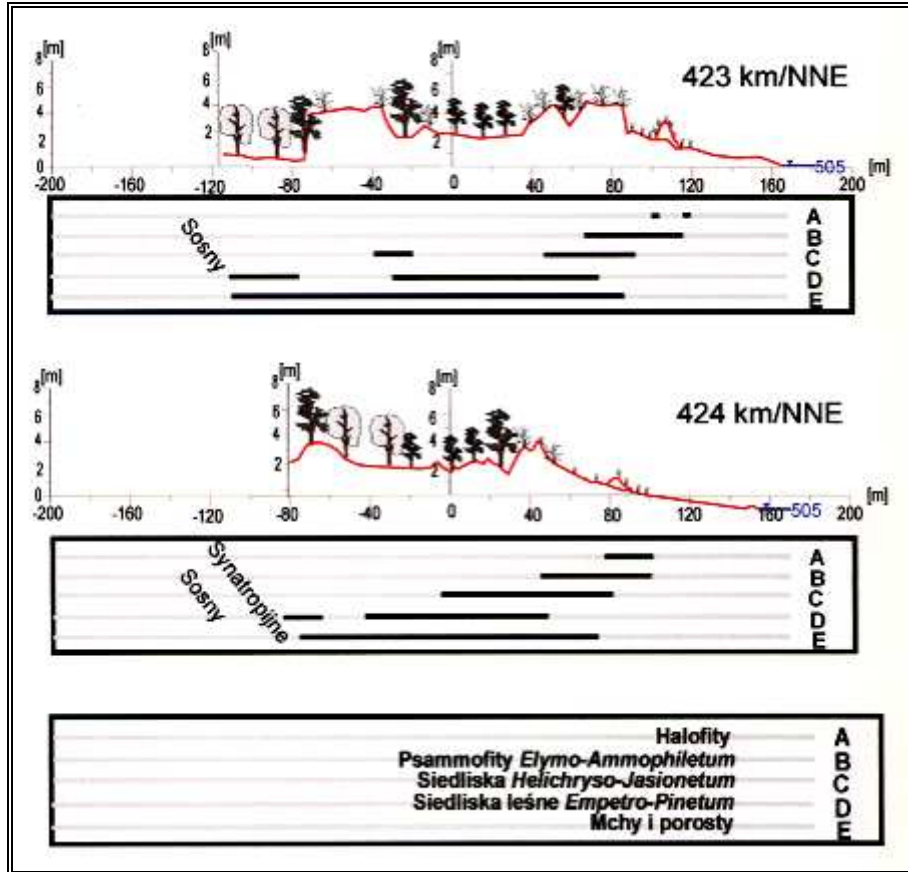 [m] [m] [m]
8 8 8
423 km/NNE
6 6 6
4 4 4
2 2 2
0 505 [m]
-200 -160 -120 -80 -40 0 40 80 120 160 200
Sosny
A
B
C
D
E
[m] [m] [m]
8 8 8
424 km/NNE
6 6 6
4 4 4
2 2 2
0 [m]
505
-200 -160 -120 -80 -40 0 40 80 120 160 200
Synatropijne
Sosny
A
B
C
D
E
Halofity A
Psammofity Elymo-Ammophiletum B
Siedliska Helichryso-Jasionetum C
Siedliska leśne Empetro-Pinetum D
Mchy i porosty E